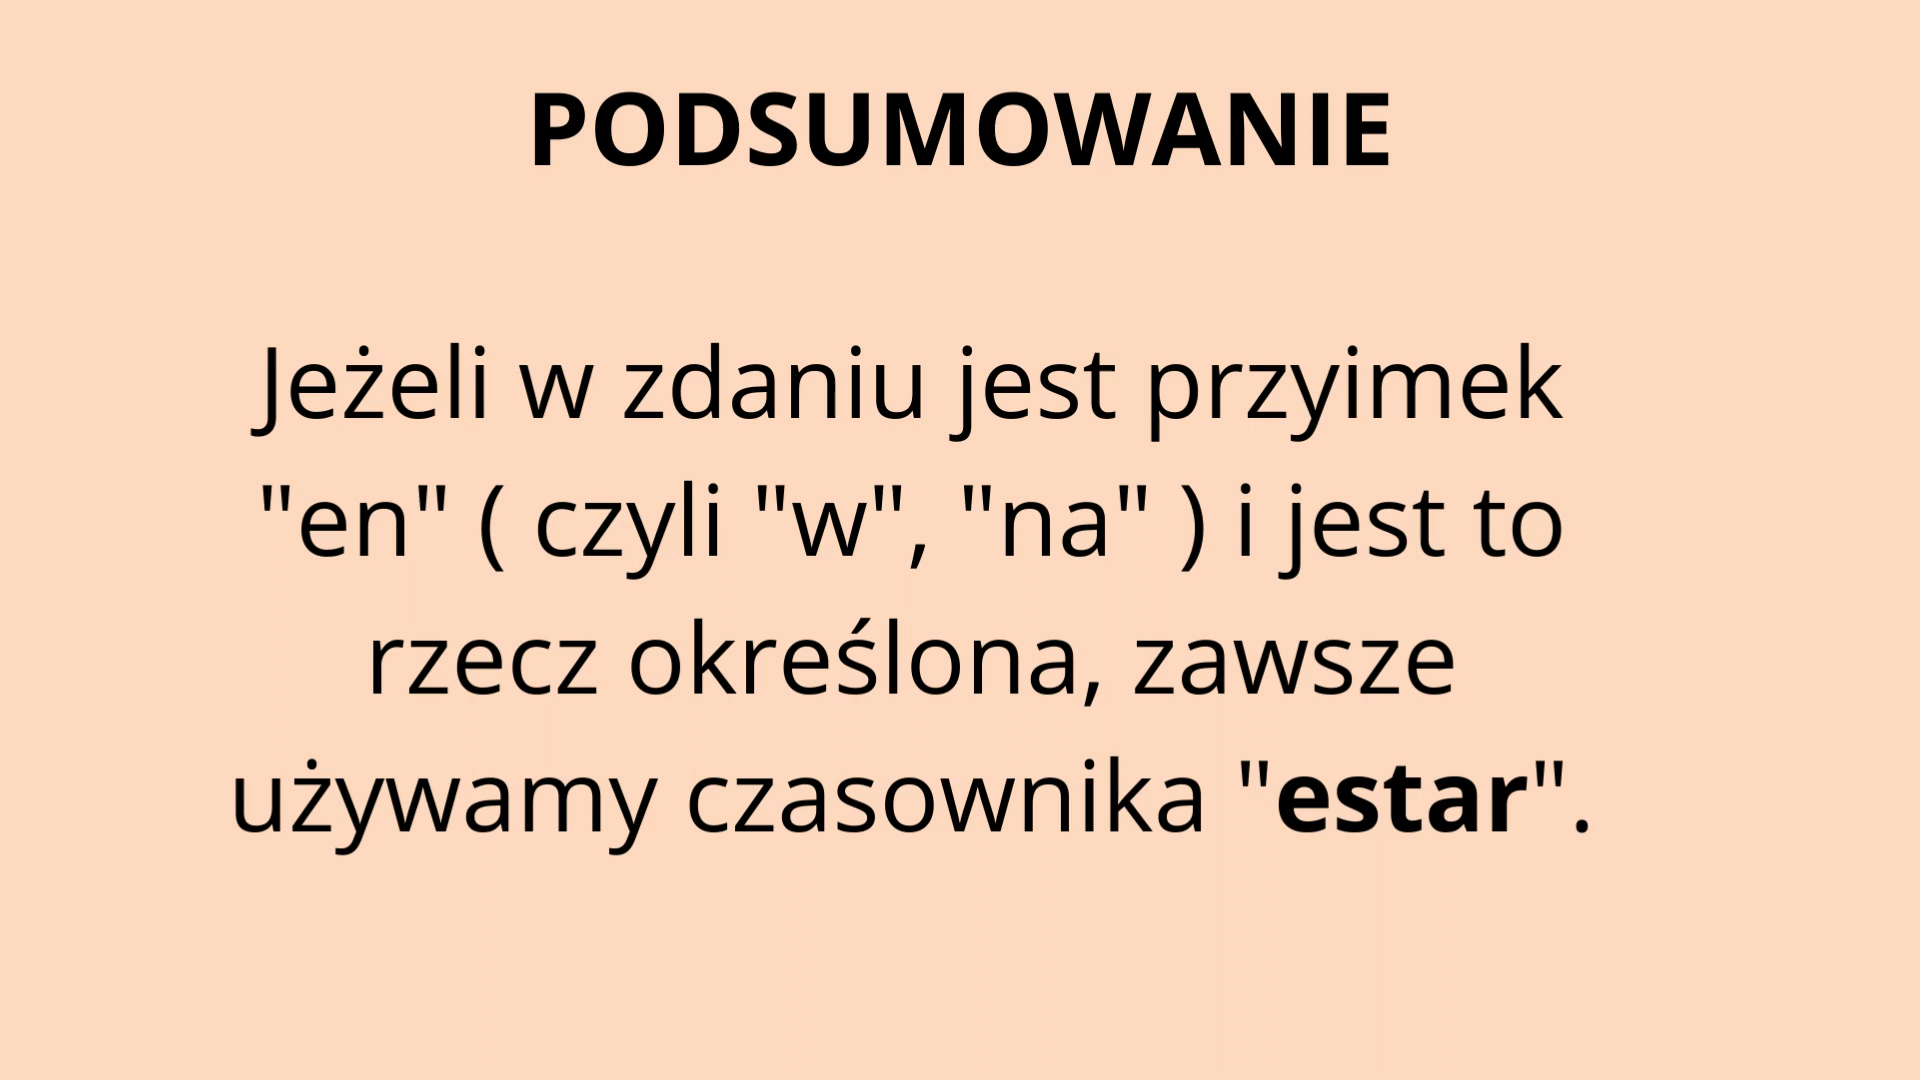 PODSUMOWANIE
Jeżeli w zdaniu jest przyimek
"en" ( czyli "w", "na" ) i jest to
rzecz określona, zawsze
używamy czasownika "estar".